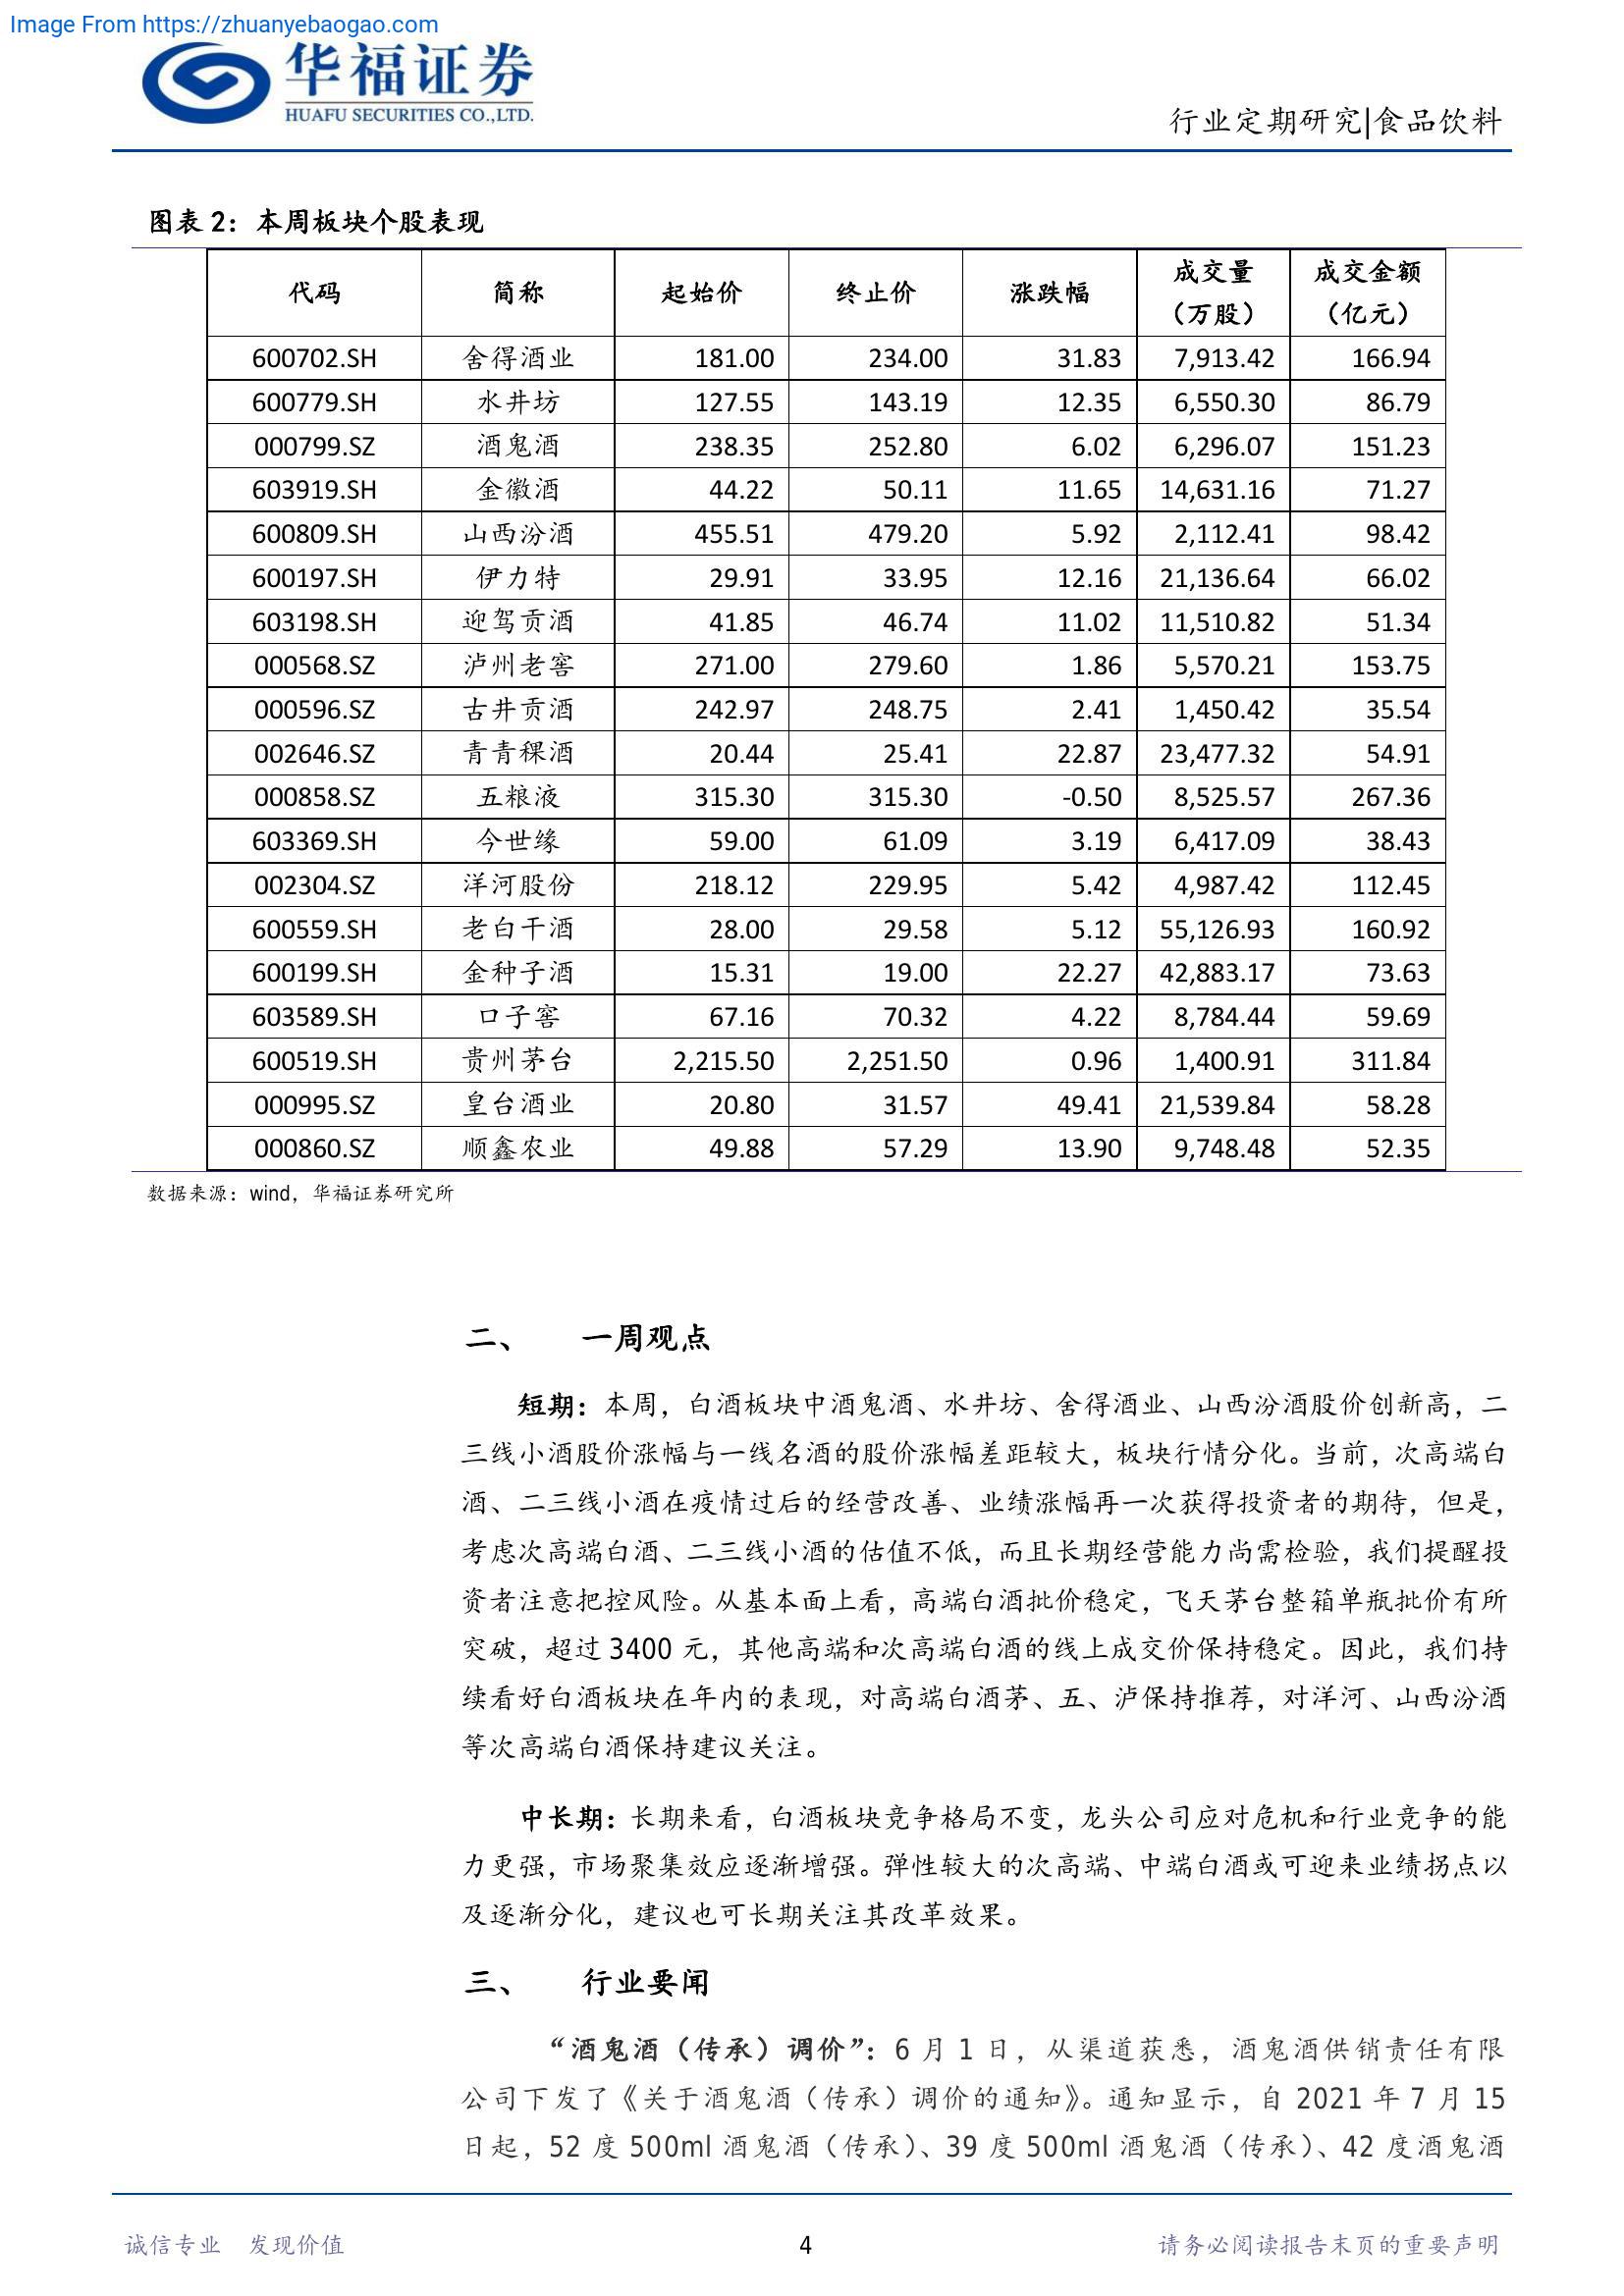 Image From https://zhuanyebaogao.com
华福证券
HUAFU SECURITIES CO.,LTD.
行业定期研究|食品饮料
图表 2：本周板块个股表现
代码 简称 起始价 终止价 涨跌幅 成交量（万股） 成交金额（亿元）
600702.SH 舍得酒业 181.00 234.00 31.83 7,913.42 166.94
600779.SH 水井坊 127.55 143.19 12.35 6,550.30 86.79
000799.SZ 酒鬼酒 238.35 252.80 6.02 6,296.07 151.23
603919.SH 金徽酒 44.22 50.11 11.65 14,631.16 71.27
600809.SH 山西汾酒 455.51 479.20 5.92 2,112.41 98.42
600197.SH 伊力特 29.91 33.95 12.16 21,136.64 66.02
603198.SH 迎驾贡酒 41.85 46.74 11.02 11,510.82 51.34
000568.SZ 泸州老窖 271.00 279.60 1.86 5,570.21 153.75
000596.SZ 古井贡酒 242.97 248.75 2.41 1,450.42 35.54
002646.SZ 青青稞酒 20.44 25.41 22.87 23,477.32 54.91
000858.SZ 五粮液 315.30 315.30 -0.50 8,525.57 267.36
603369.SH 今世缘 59.00 61.09 3.19 6,417.09 38.43
002304.SZ 洋河股份 218.12 229.95 5.42 4,987.42 112.45
600559.SH 老白干酒 28.00 29.58 5.12 55,126.93 160.92
600199.SH 金种子酒 15.31 19.00 22.27 42,883.17 73.63
603589.SH 口子窖 67.16 70.32 4.22 8,784.44 59.69
600519.SH 贵州茅台 2,215.50 2,251.50 0.96 1,400.91 311.84
000995.SZ 皇台酒业 20.80 31.57 49.41 21,539.84 58.28
000860.SZ 顺鑫农业 49.88 57.29 13.90 9,748.48 52.35
数据来源：wind，华福证券研究所
二、 一周观点
短期：本周，白酒板块中酒鬼酒、水井坊、舍得酒业、山西汾酒股价创新高，二
三线小酒股价涨幅与一线名酒的股价涨幅差距较大，板块行情分化。当前，次高端白
酒、二三线小酒在疫情过后的经营改善、业绩涨幅再一次获得投资者的期待，但是，
考虑次高端白酒、二三线小酒的估值不低，而且长期经营能力尚需检验，我们提醒投
资者注意把控风险。从基本面上看，高端白酒批价稳定，飞天茅台整箱单瓶批价有所
突破，超过 3400 元，其他高端和次高端白酒的线上成交价保持稳定。因此，我们持
续看好白酒板块在年内的表现，对高端白酒茅、五、泸保持推荐，对洋河、山西汾酒
等次高端白酒保持建议关注。
中长期：长期来看，白酒板块竞争格局不变，龙头公司应对危机和行业竞争的能
力更强，市场聚集效应逐渐增强。弹性较大的次高端、中端白酒或可迎来业绩拐点以
及逐渐分化，建议也可长期关注其改革效果。
三、 行业要闻
“酒鬼酒（传承）调价”：6 月 1 日，从渠道获悉，酒鬼酒供销责任有限
公司下发了《关于酒鬼酒（传承）调价的通知》。通知显示，自 2021 年 7 月 15
日起，52 度 500ml 酒鬼酒（传承）、39 度 500ml 酒鬼酒（传承）、42 度酒鬼酒
诚信专业 发现价值 4 请务必阅读报告末页的重要声明